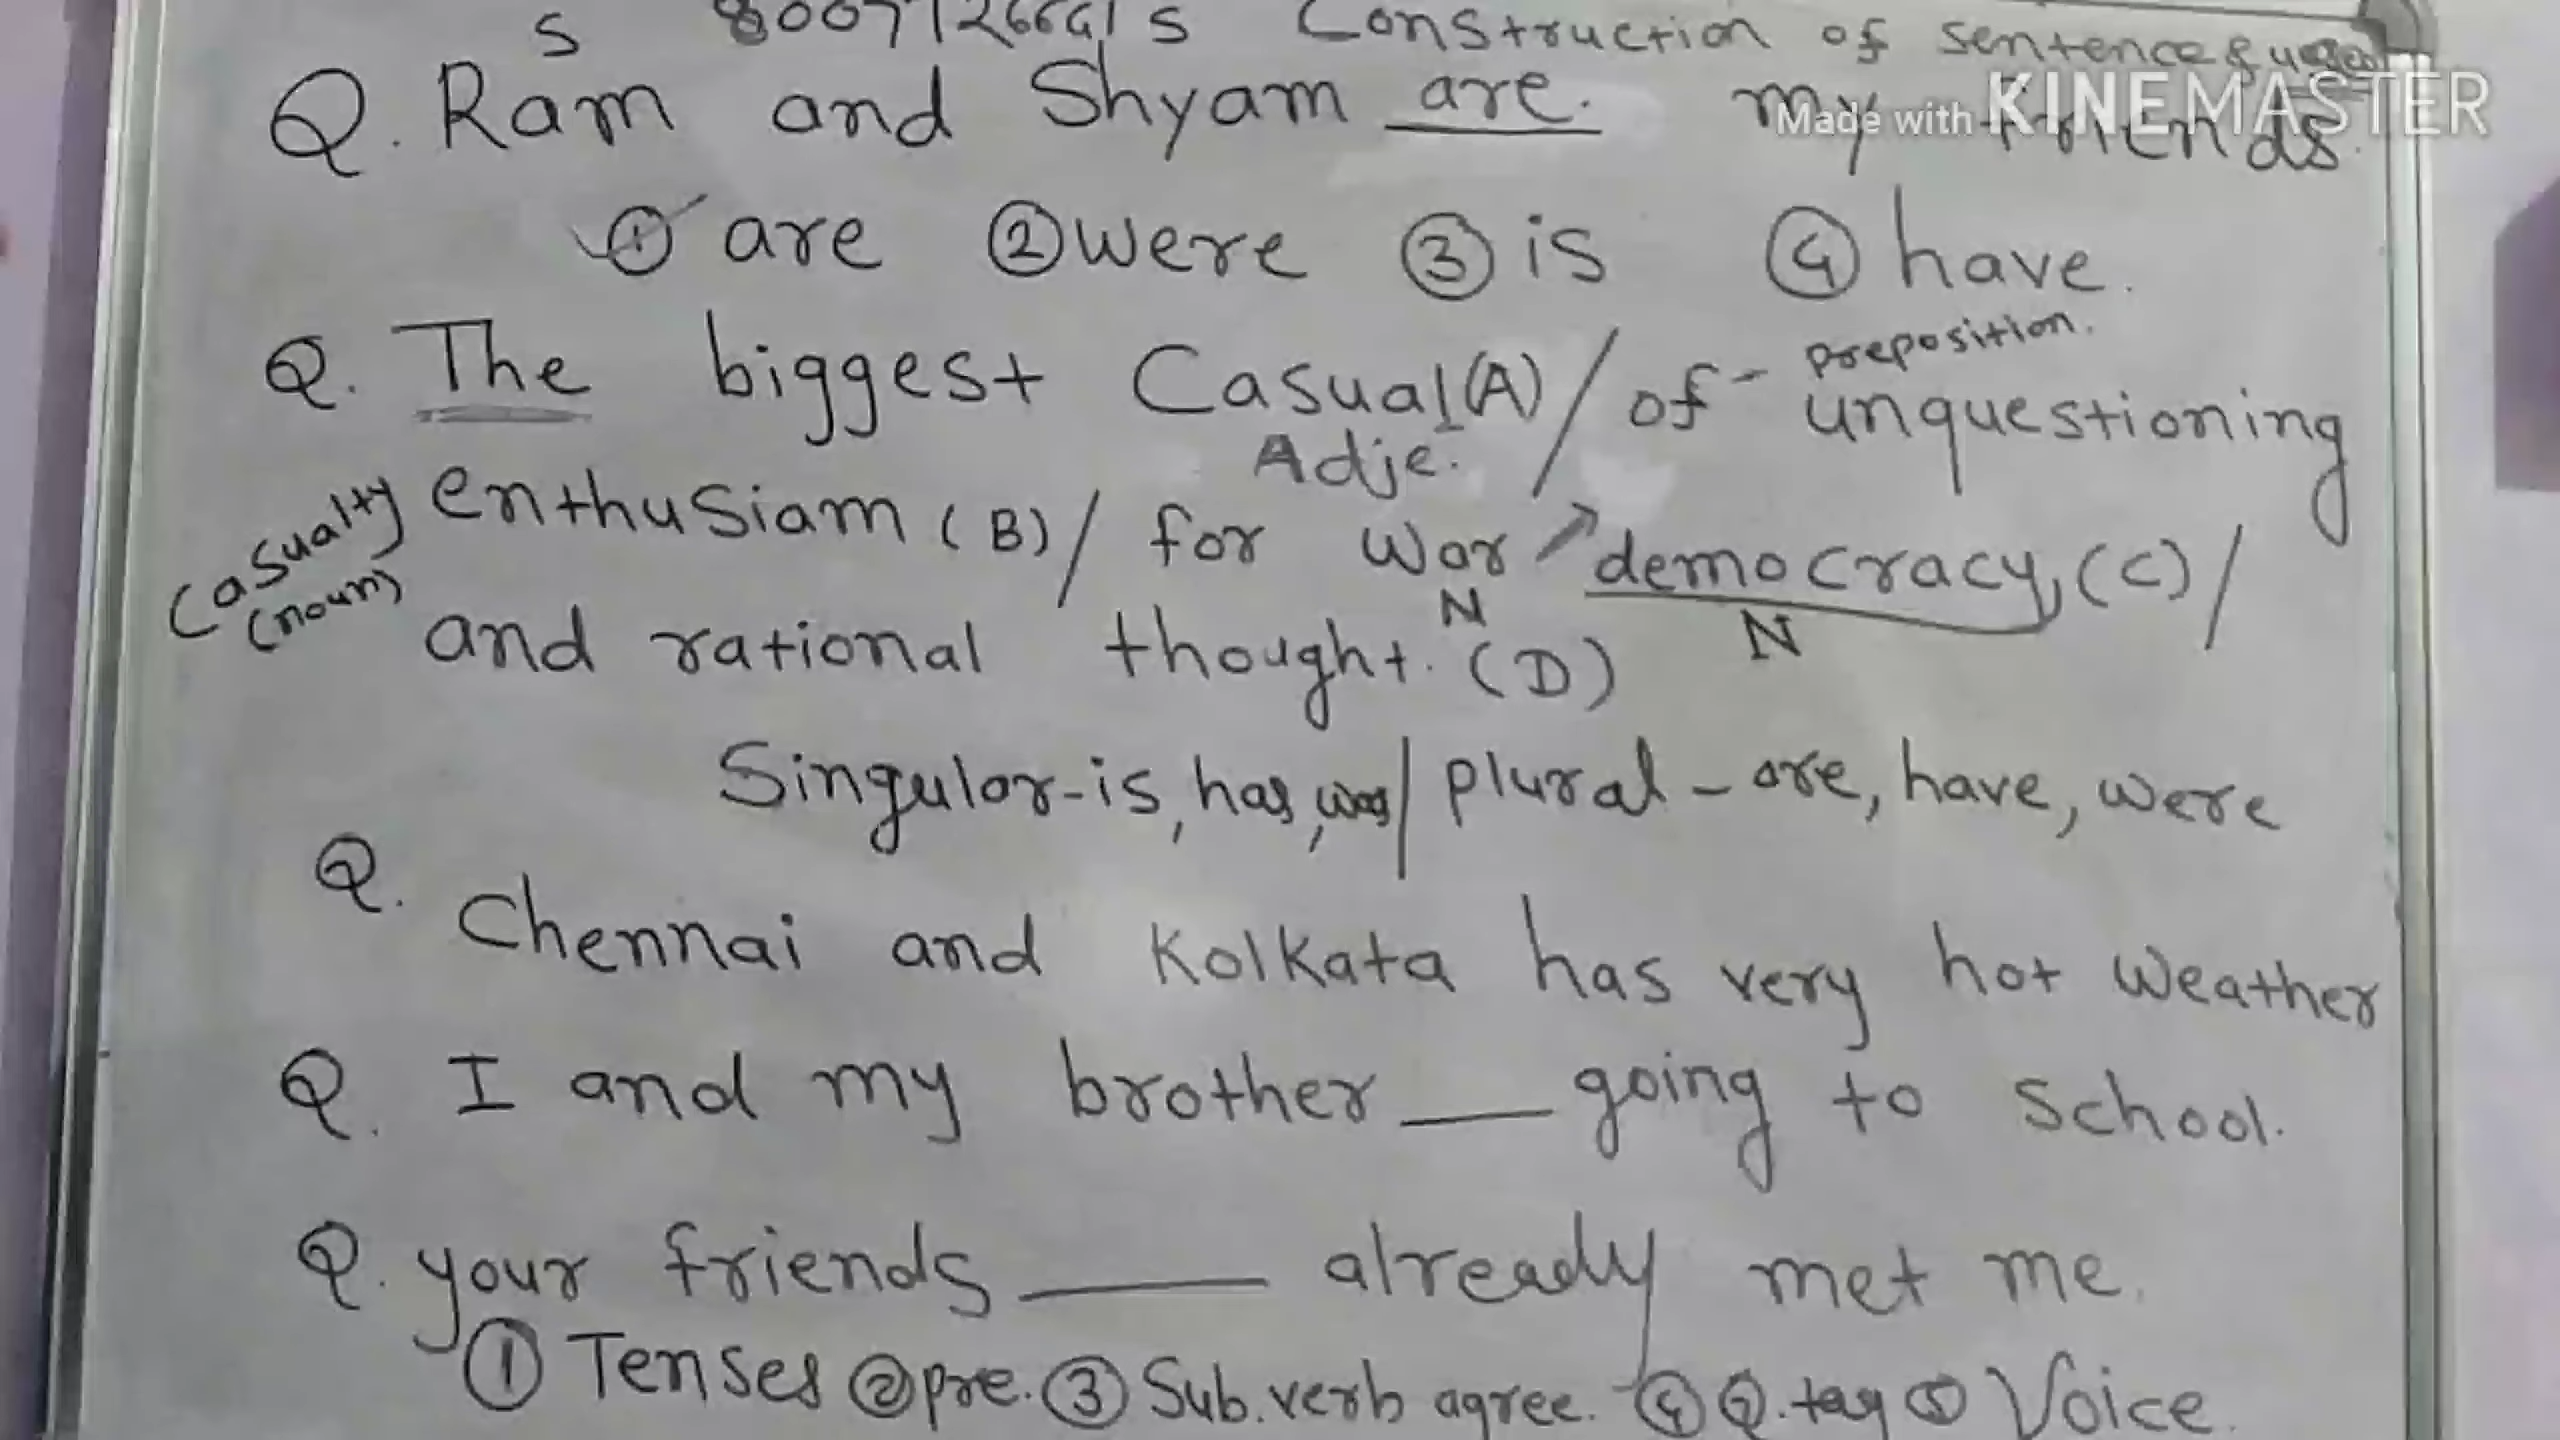 S Construction of sentence &
Q. Ram and Shyam are. my friends.
Made with KINEMASTER
① are ② were ③ is ④ have.
preposition.
Q. The biggest Casual (A) / of - unquestioning
Adje.
Casualty (noun)
enthusiam (B) / for War democracy, (C) /
N N
and rational thought. (D)
Singular - is, has, was / plural - are, have, were
Q. Chennai and Kolkata has very hot weather
Q. I and my brother ___ going to School.
Q. your friends ___ already met me.
① Tenses ② pre. ③ Sub. verb agree. ④ Q. tag ⑤ Voice.